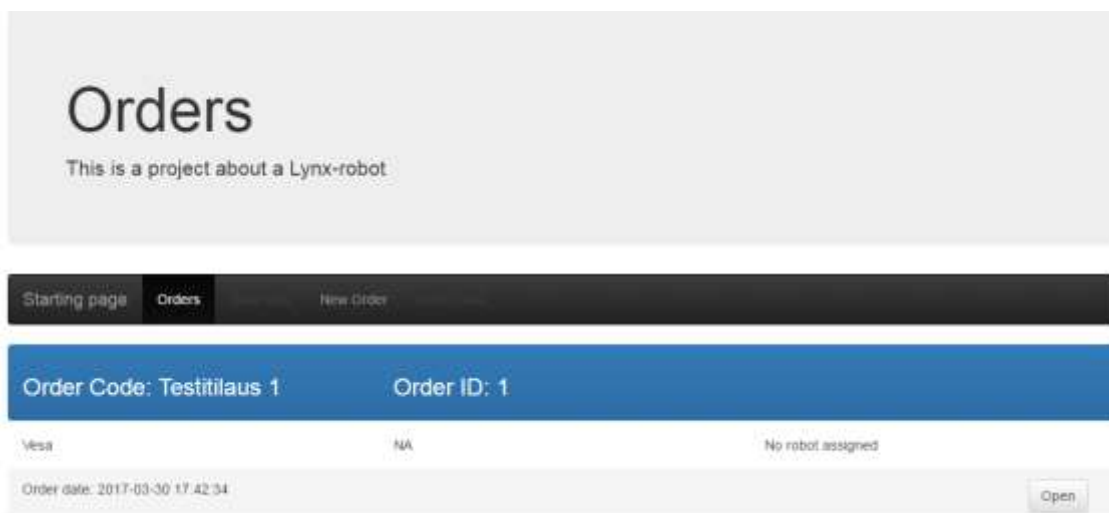 Orders
This is a project about a Lynx-robot
Starting page Orders New Order
Order Code: Testitilaus 1 Order ID: 1
Vesa NA No robot assigned
Order date: 2017-03-30 17:42:34 Open